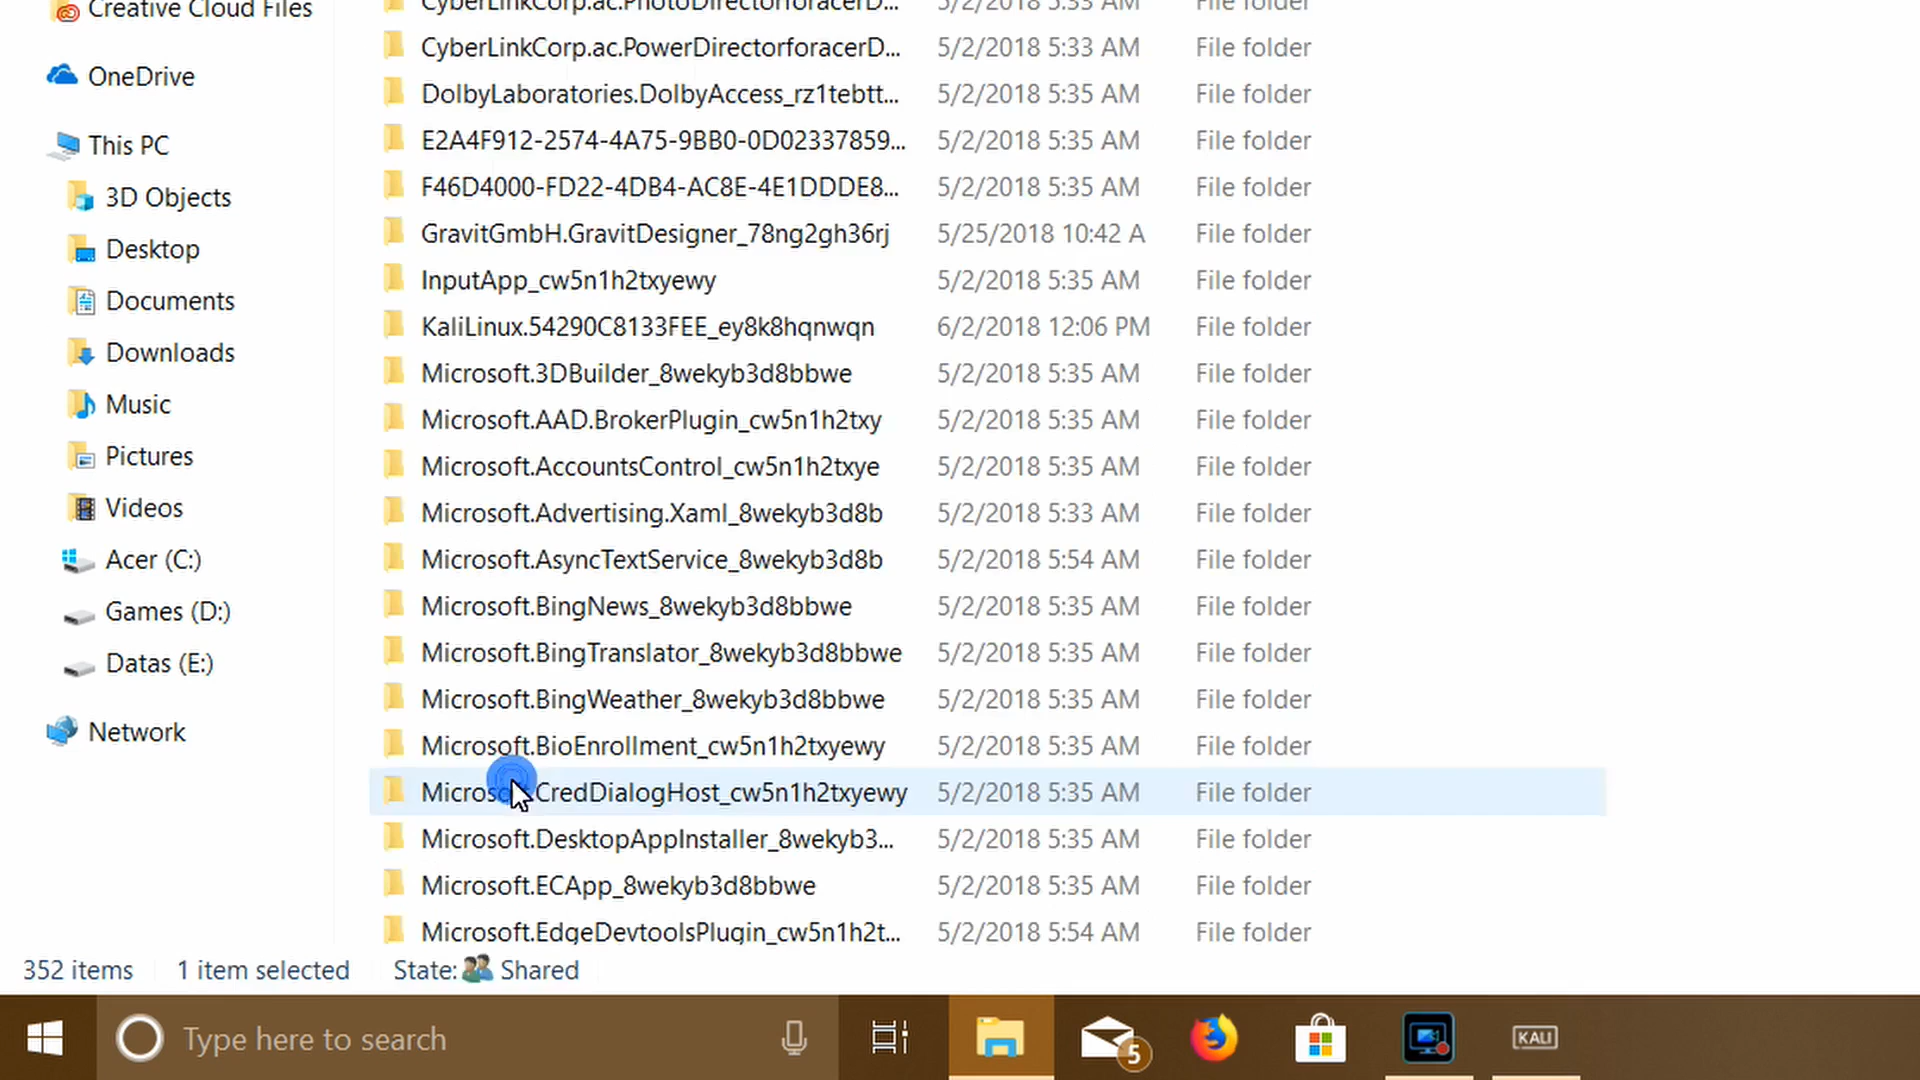 Creative Cloud Files
OneDrive
This PC
3D Objects
Desktop
Documents
Downloads
Music
Pictures
Videos
Acer (C:)
Games (D:)
Datas (E:)
Network
CyberLinkCorp.ac.PhotoDirectorforacerD... 5/2/2018 5:33 AM File folder
CyberLinkCorp.ac.PowerDirectorforacerD... 5/2/2018 5:33 AM File folder
DolbyLaboratories.DolbyAccess_rz1tebtt... 5/2/2018 5:35 AM File folder
E2A4F912-2574-4A75-9BB0-0D02337859... 5/2/2018 5:35 AM File folder
F46D4000-FD22-4DB4-AC8E-4E1DDDE8... 5/2/2018 5:35 AM File folder
GravitGmbH.GravitDesigner_78ng2gh36rj 5/25/2018 10:42 A File folder
InputApp_cw5n1h2txyewy 5/2/2018 5:35 AM File folder
KaliLinux.54290C8133FEE_ey8k8hqnwqn 6/2/2018 12:06 PM File folder
Microsoft.3DBuilder_8wekyb3d8bbwe 5/2/2018 5:35 AM File folder
Microsoft.AAD.BrokerPlugin_cw5n1h2txy 5/2/2018 5:35 AM File folder
Microsoft.AccountsControl_cw5n1h2txye 5/2/2018 5:35 AM File folder
Microsoft.Advertising.Xaml_8wekyb3d8b 5/2/2018 5:33 AM File folder
Microsoft.AsyncTextService_8wekyb3d8b 5/2/2018 5:54 AM File folder
Microsoft.BingNews_8wekyb3d8bbwe 5/2/2018 5:35 AM File folder
Microsoft.BingTranslator_8wekyb3d8bbwe 5/2/2018 5:35 AM File folder
Microsoft.BingWeather_8wekyb3d8bbwe 5/2/2018 5:35 AM File folder
Microsoft.BioEnrollment_cw5n1h2txyewy 5/2/2018 5:35 AM File folder
Microsoft.CredDialogHost_cw5n1h2txyewy 5/2/2018 5:35 AM File folder
Microsoft.DesktopAppInstaller_8wekyb3... 5/2/2018 5:35 AM File folder
Microsoft.ECApp_8wekyb3d8bbwe 5/2/2018 5:35 AM File folder
Microsoft.EdgeDevtoolsPlugin_cw5n1h2t... 5/2/2018 5:54 AM File folder
352 items 1 item selected State: Shared
Type here to search 5 KALI